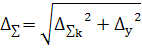 Δ_Σ = √(Δ_Σk² + Δ_y²)